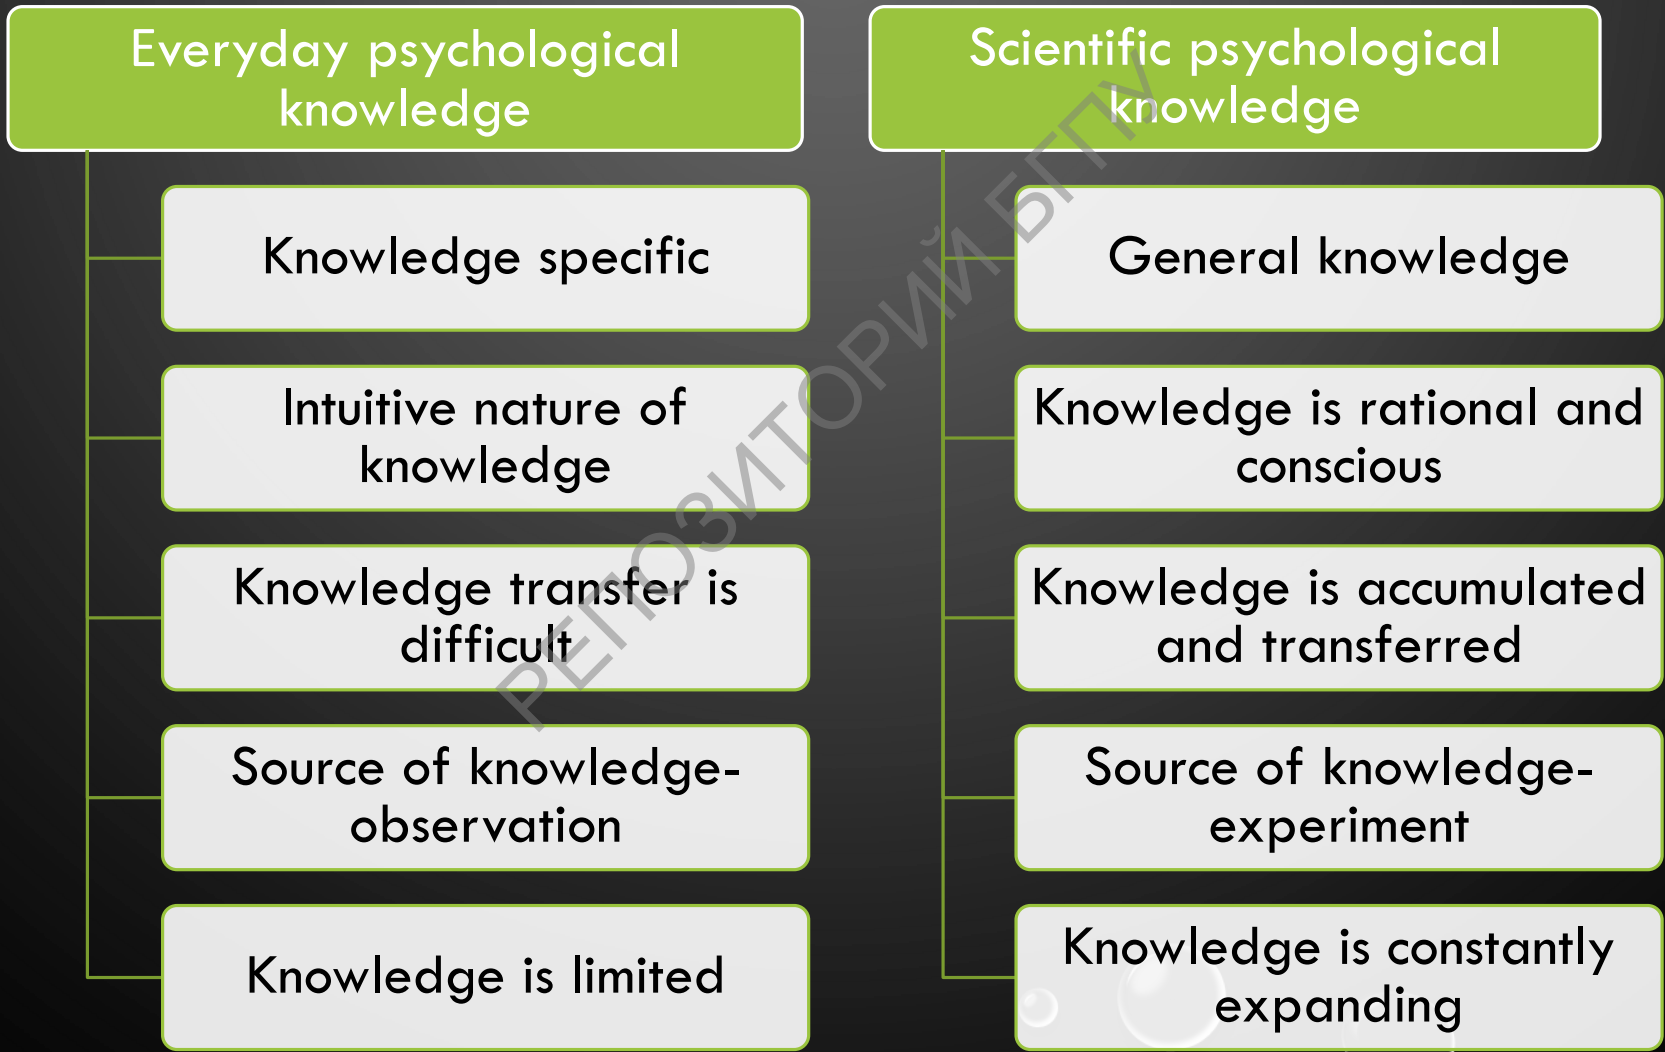 Everyday psychological
knowledge
Knowledge specific
Intuitive nature of
knowledge
Knowledge transfer is
difficult
Source of knowledge-
observation
Knowledge is limited
Scientific psychological
knowledge
General knowledge
Knowledge is rational and
conscious
Knowledge is accumulated
and transferred
Source of knowledge-
experiment
Knowledge is constantly
expanding
РЕПОЗИТОРИЙ БГПУ